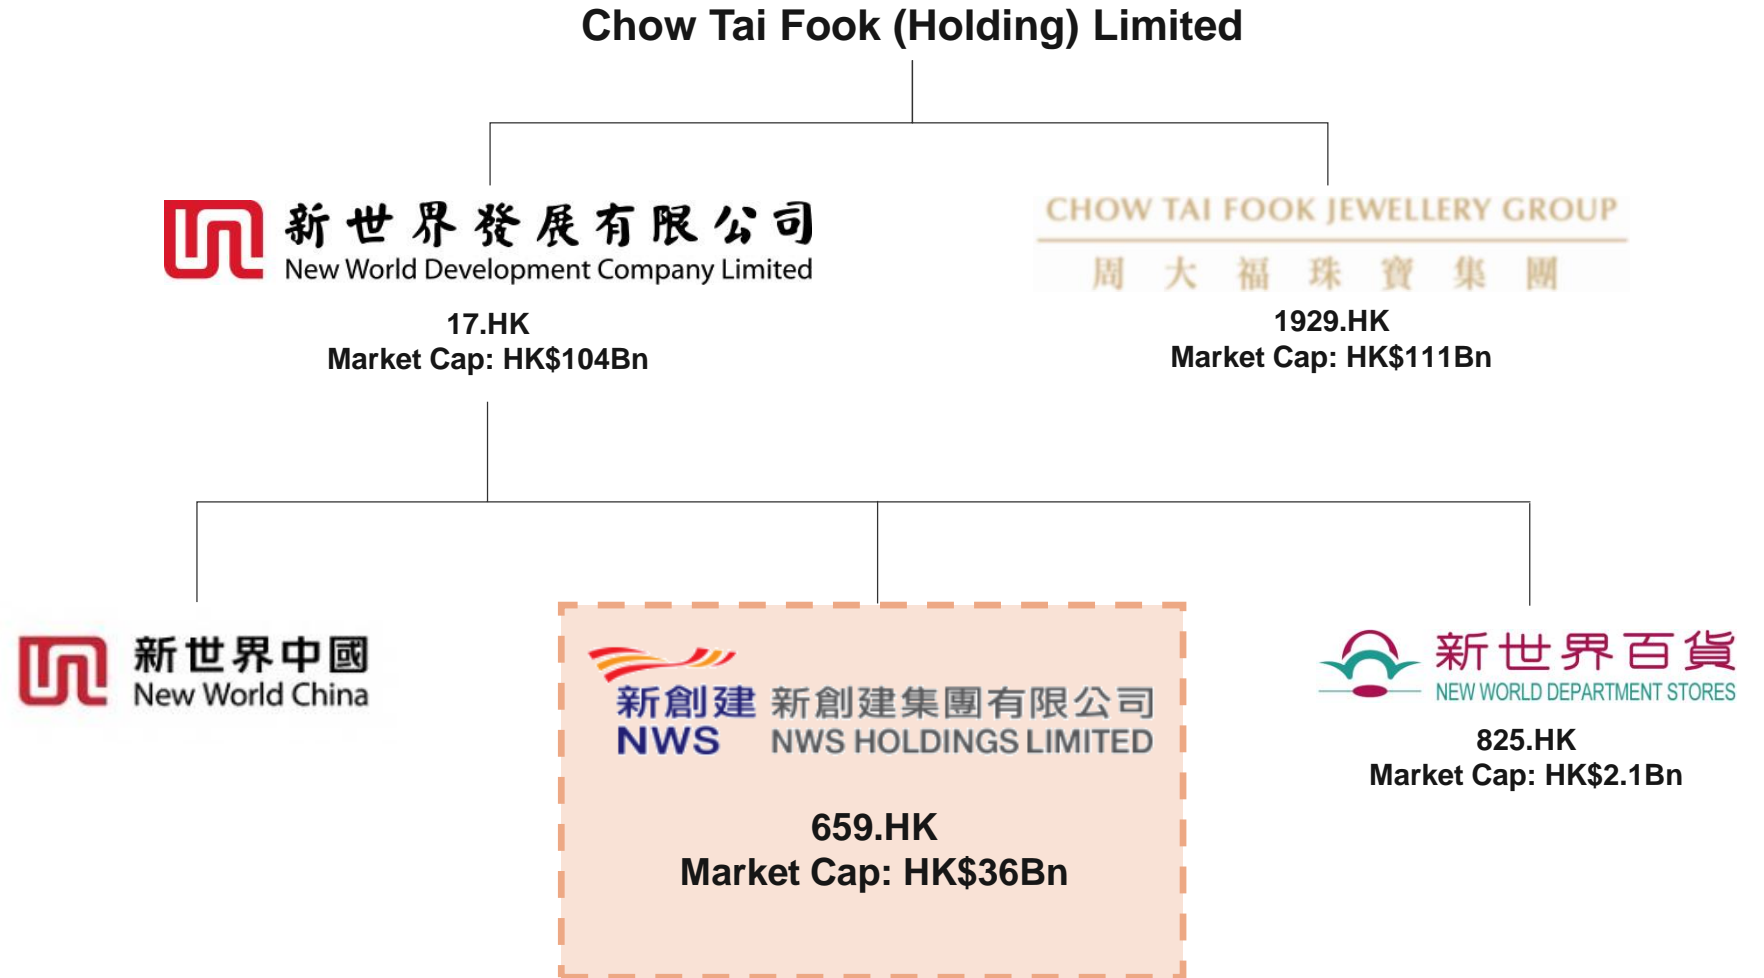 Chow Tai Fook (Holding) Limited
新世界發展有限公司
New World Development Company Limited
17.HK
Market Cap: HK$104Bn
CHOW TAI FOOK JEWELLERY GROUP
周大福珠寶集團
1929.HK
Market Cap: HK$111Bn
新世界中國
New World China
新創建
NWS
新創建集團有限公司
NWS HOLDINGS LIMITED
659.HK
Market Cap: HK$36Bn
新世界百貨
NEW WORLD DEPARTMENT STORES
825.HK
Market Cap: HK$2.1Bn